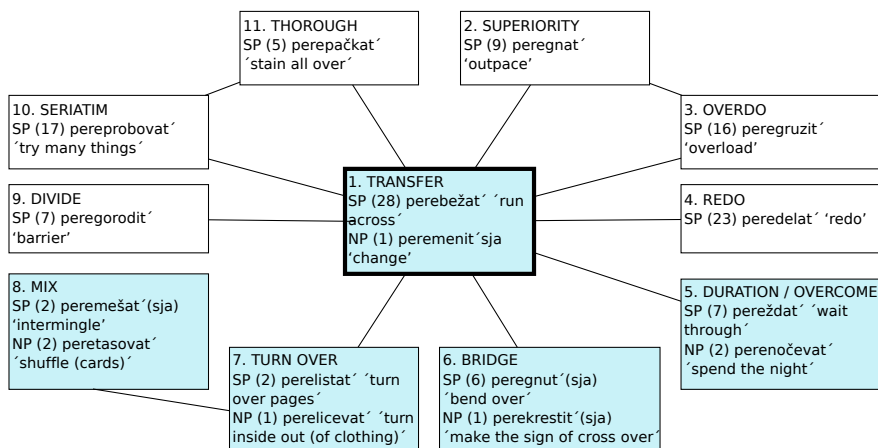 11. THOROUGH
SP (5) perepačkat´
´stain all over´
2. SUPERIORITY
SP (9) peregnat´
‘outpace’
10. SERIATIM
SP (17) pereprobovat´
´try many things´
3. OVERDO
SP (16) peregruzit´
‘overload’
1. TRANSFER
SP (28) perebežat´ ´run
across´
NP (1) peremenit´sja
‘change’
9. DIVIDE
SP (7) peregorodit´
‘barrier’
4. REDO
SP (23) peredelat´ ‘redo’
8. MIX
SP (2) peremešat´(sja)
‘intermingle’
NP (2) peretasovat´
´shuffle (cards)´
5. DURATION / OVERCOME
SP (7) pereždat´ ´wait
through´
NP (2) perenočevat´
´spend the night´
7. TURN OVER
SP (2) perelistat´ ´turn
over pages´
NP (1) perelicevat´ ´turn
inside out (of clothing)´
6. BRIDGE
SP (6) peregnut´(sja)
´bend over´
NP (1) perekrestit´(sja)
´make the sign of cross over´